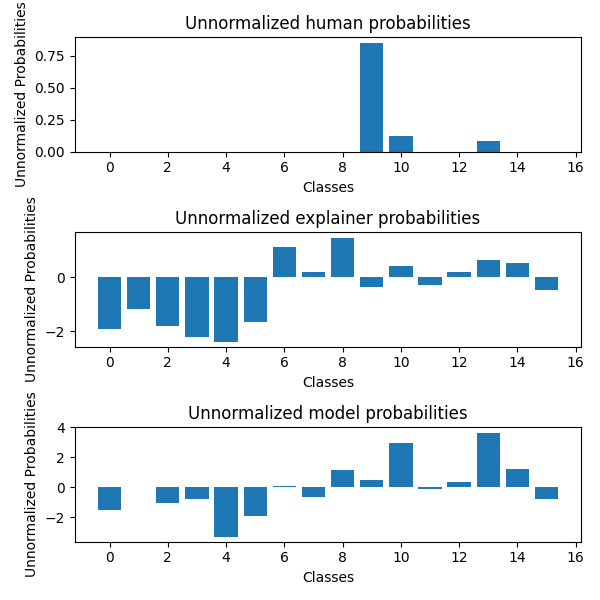 Unnormalized human probabilities
Unnormalized Probabilities
0.75
0.50
0.25
0.00
0 2 4 6 8 10 12 14 16
Classes
Unnormalized explainer probabilities
Unnormalized Probabilities
0
−2
0 2 4 6 8 10 12 14 16
Classes
Unnormalized model probabilities
Unnormalized Probabilities
4
2
0
−2
0 2 4 6 8 10 12 14 16
Classes